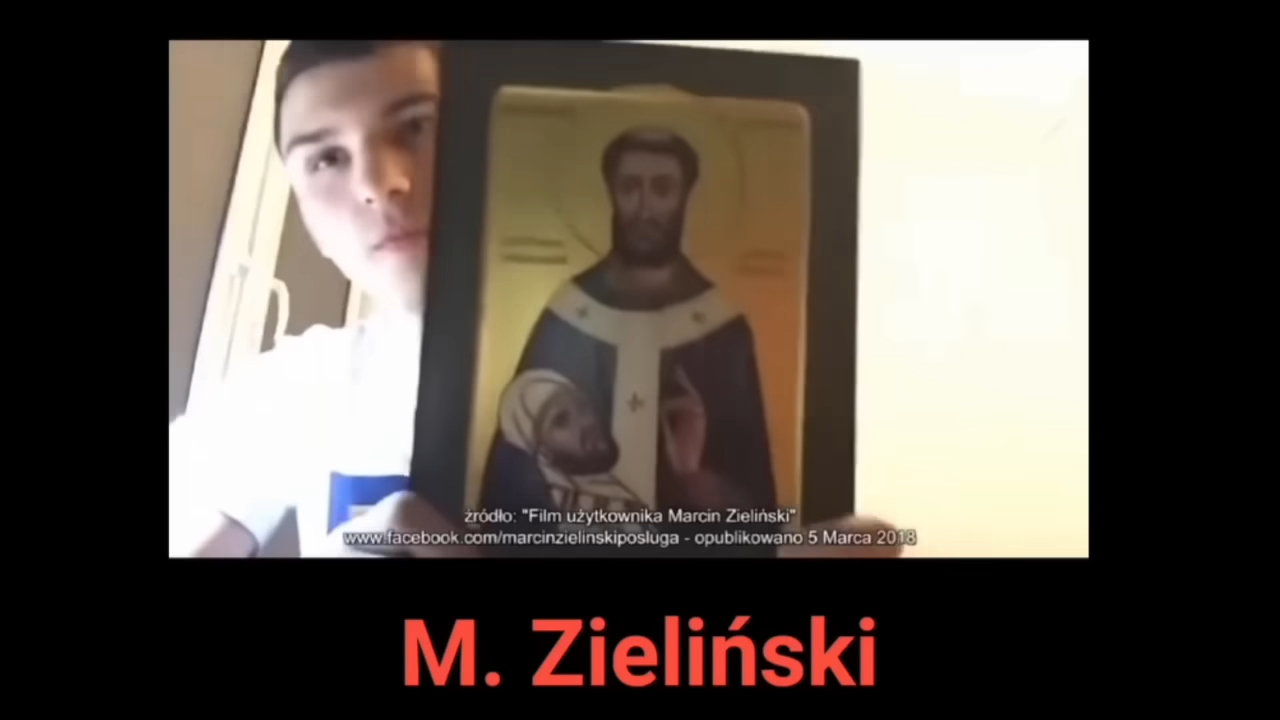 źródło: "Film użytkownika Marcin Zieliński"
www.facebook.com/marcinzielinskiposluga - opublikowano 5 Marca 2018
M. Zieliński